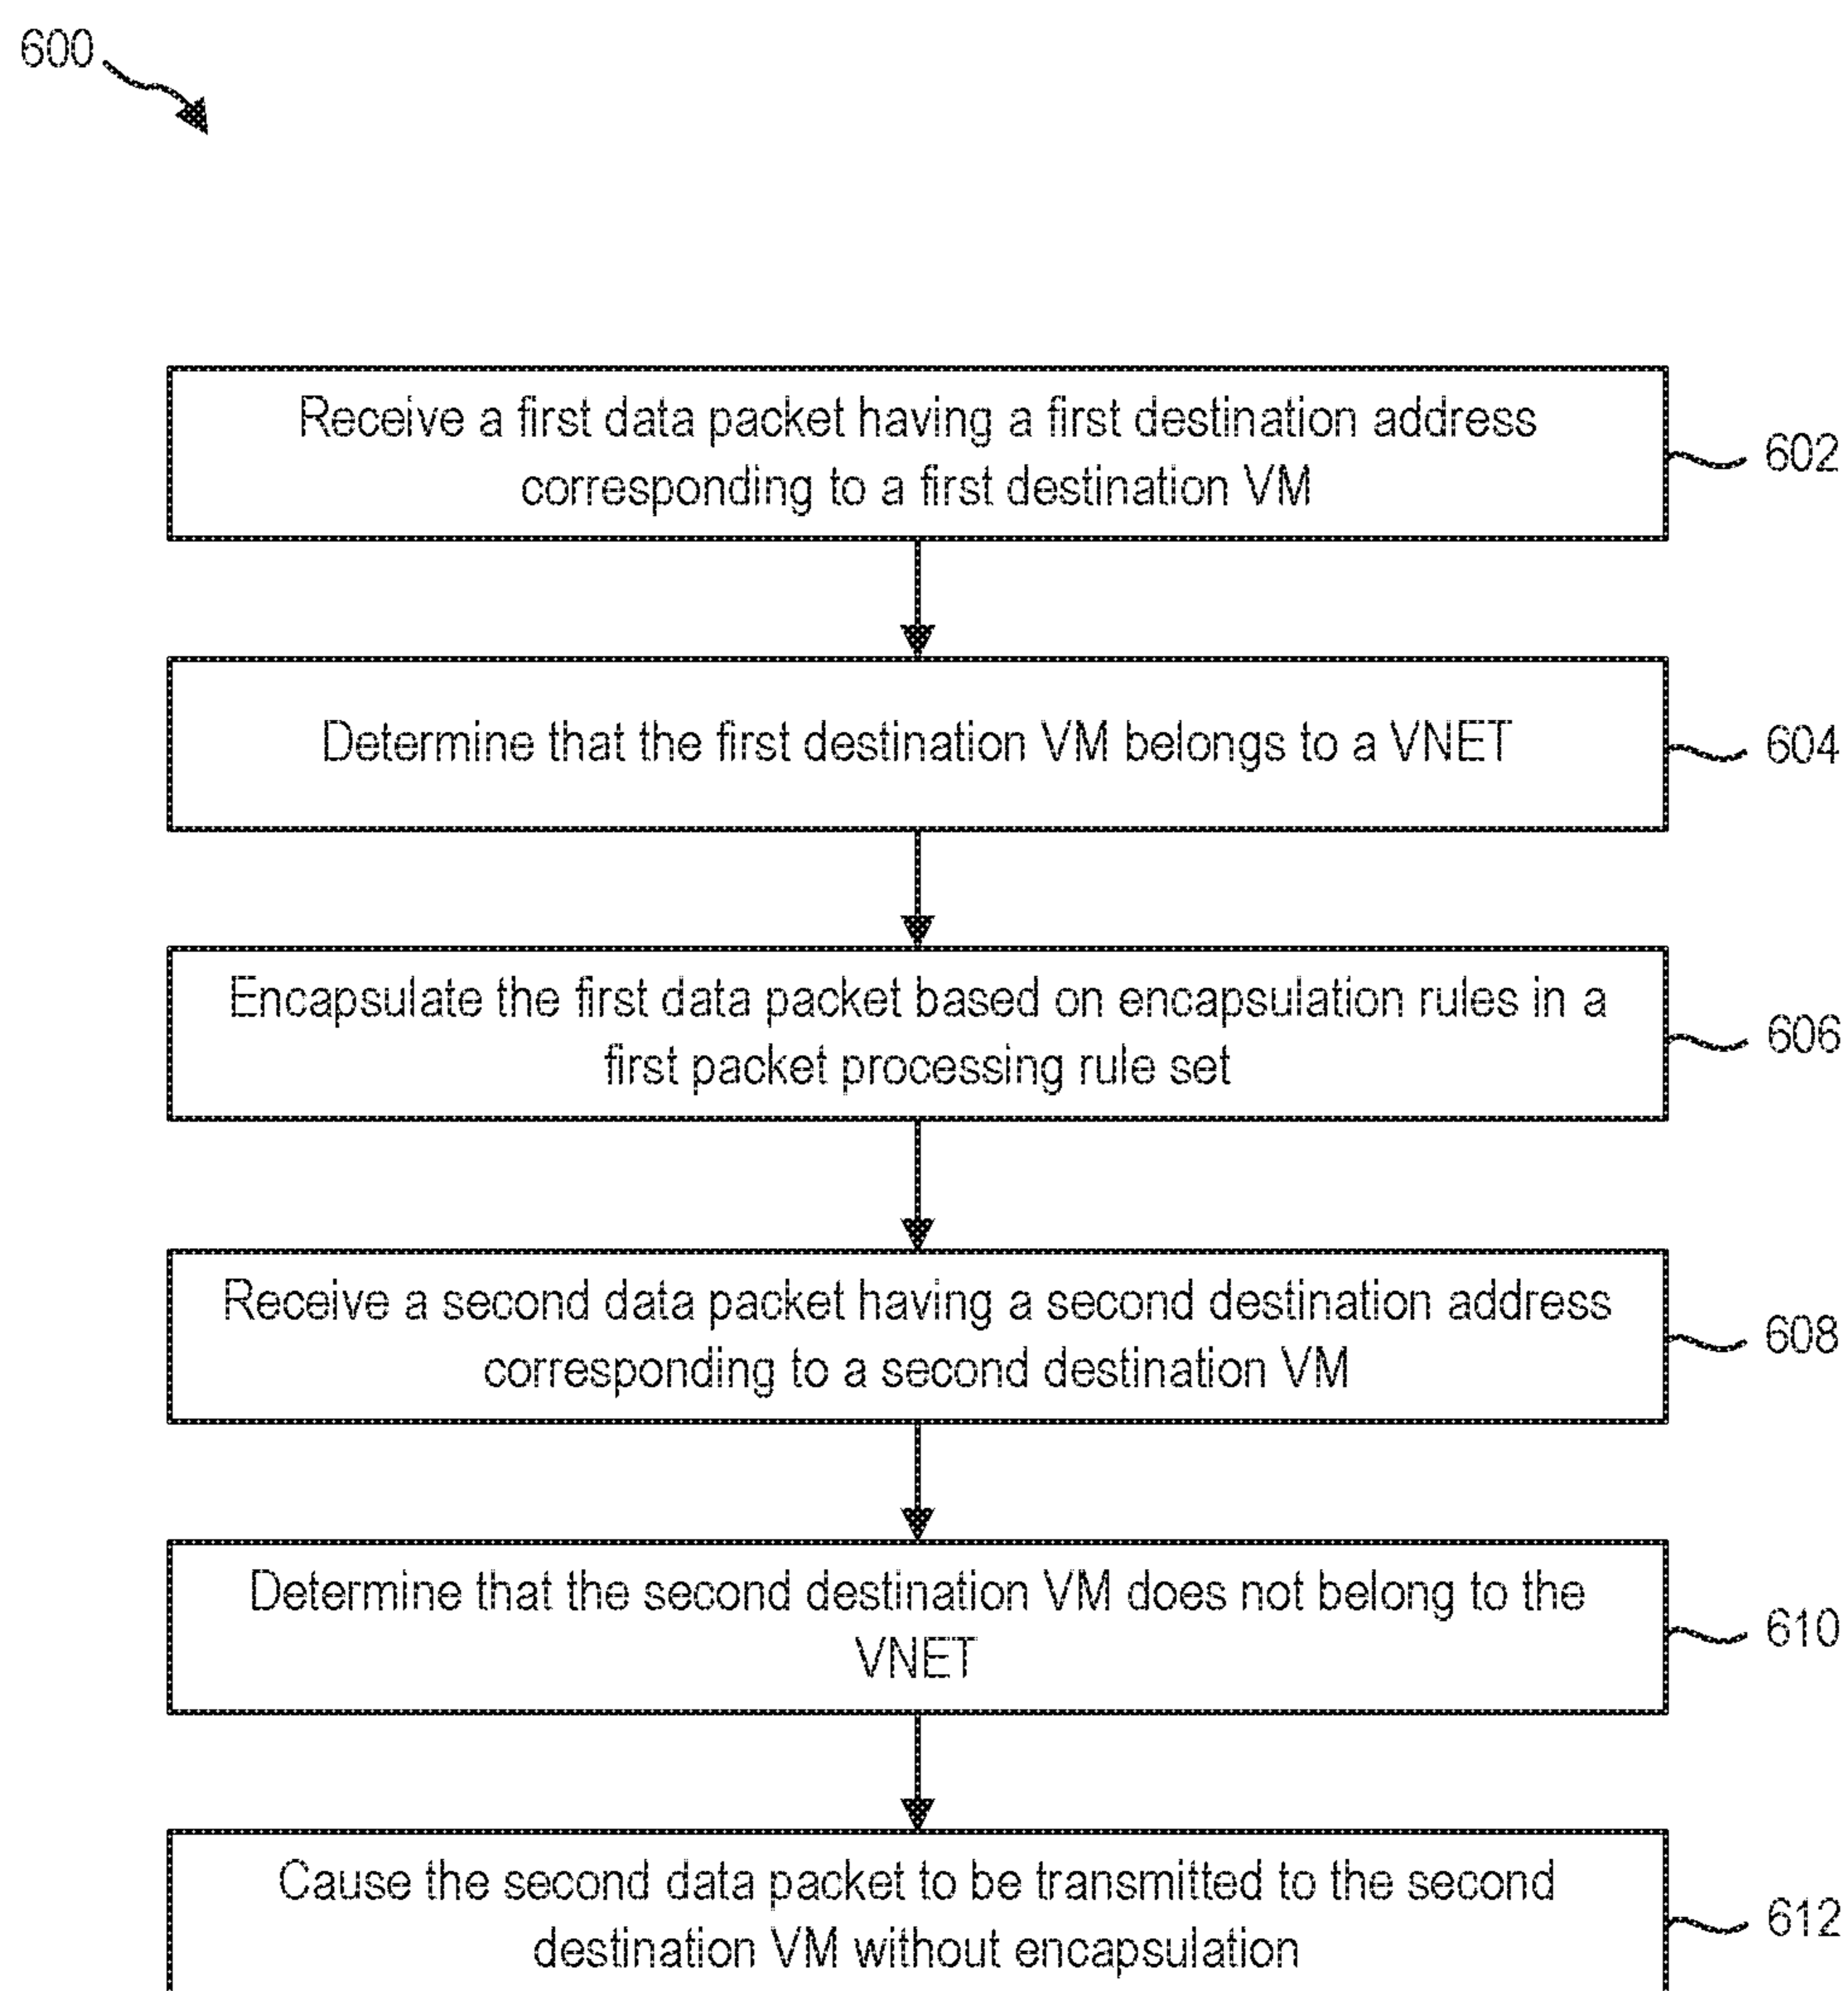 600
Receive a first data packet having a first destination address
corresponding to a first destination VM
602
Determine that the first destination VM belongs to a VNET
604
Encapsulate the first data packet based on encapsulation rules in a
first packet processing rule set
606
Receive a second data packet having a second destination address
corresponding to a second destination VM
608
Determine that the second destination VM does not belong to the
VNET
610
Cause the second data packet to be transmitted to the second
destination VM without encapsulation
612